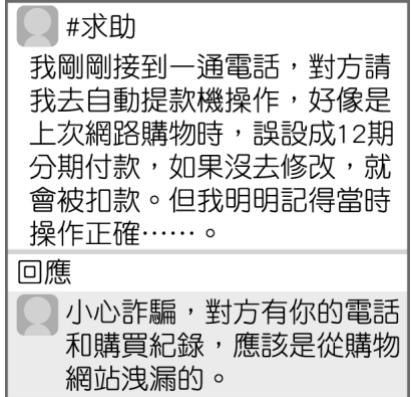 #求助
我剛剛接到一通電話，對方請
我去自動提款機操作，好像是
上次網路購物時，誤設成12期
分期付款，如果沒去修改，就
會被扣款。但我明明記得當時
操作正確……。
回應
小心詐騙，對方有你的電話
和購買紀錄，應該是從購物
網站洩漏的。